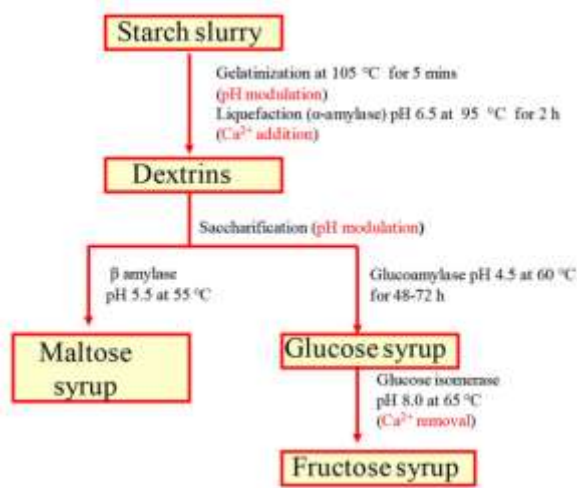 Starch slurry
Gelatinization at 105 °C for 5 mins
(pH modulation)
Liquefaction (α-amylase) pH 6.5 at 95 °C for 2 h
(Ca²⁺ addition)
Dextrins
Saccharification (pH modulation)
β amylase
pH 5.5 at 55 °C
Glucoamylase pH 4.5 at 60 °C
for 48-72 h
Maltose
syrup
Glucose syrup
Glucose isomerase
pH 8.0 at 65 °C
(Ca²⁺ removal)
Fructose syrup